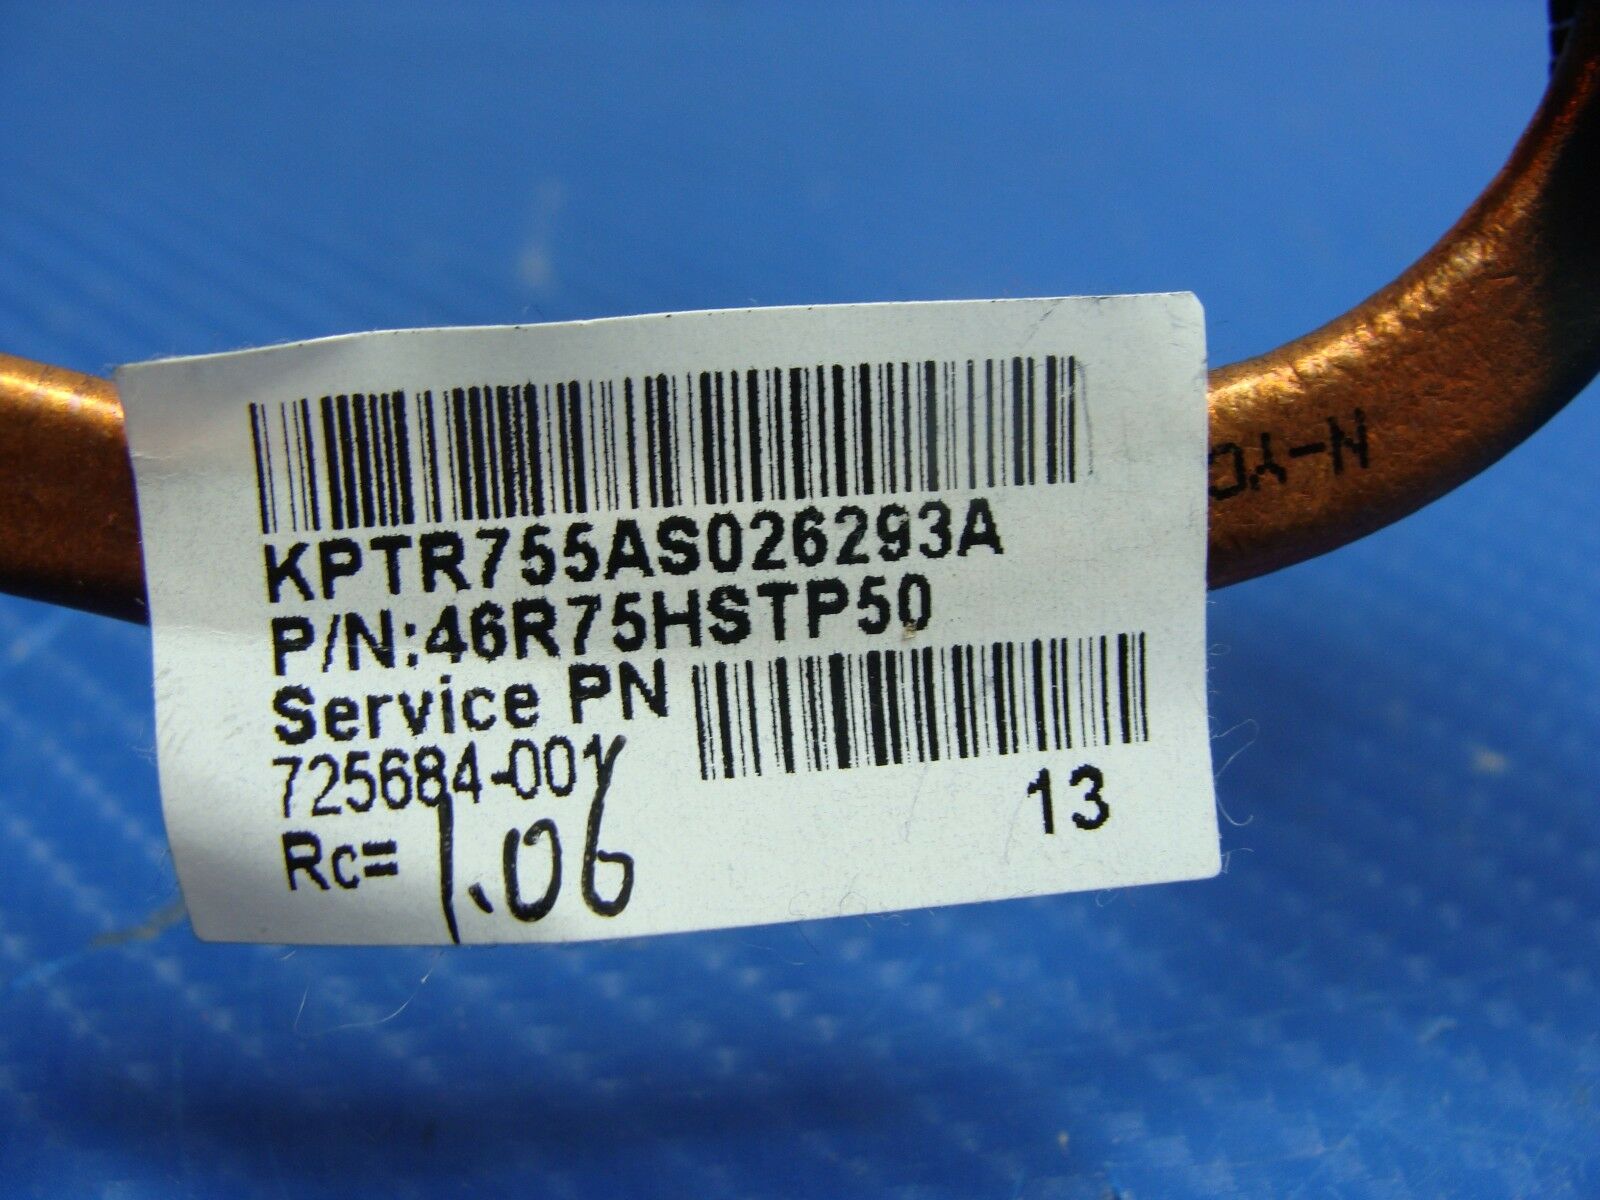 KPTR755AS026293A
P/N:46R75HSTP50
Service PN
725684-001
Rc= 1.06
13